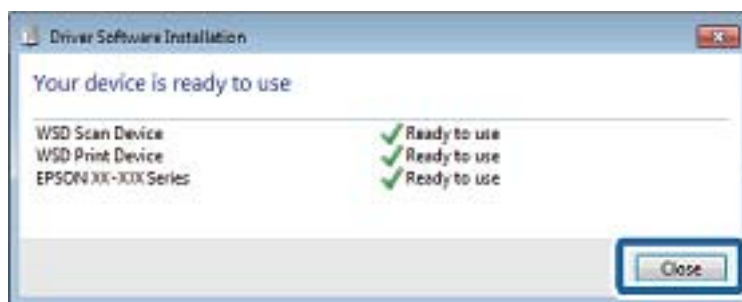 Driver Software Installation
Your device is ready to use
WSD Scan Device Ready to use
WSD Print Device Ready to use
EPSON XX-XXX Series Ready to use
Close